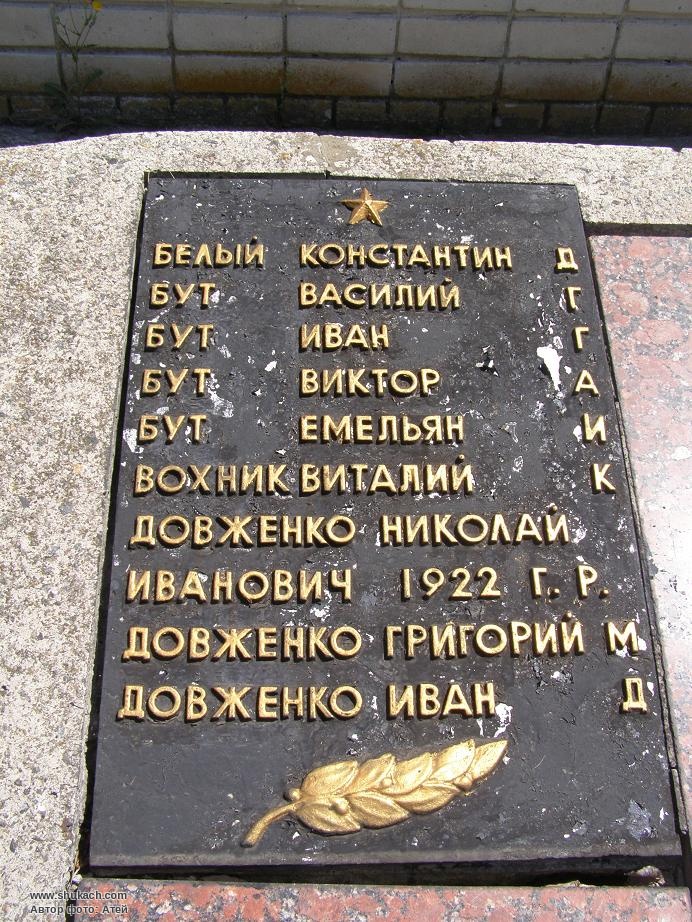 БЕЛЫЙ КОНСТАНТИН Д
БУТ ВАСИЛИЙ Г
БУТ ИВАН Г
БУТ ВИКТОР А
БУТ ЕМЕЛЬЯН И
ВОХНИК ВИТАЛИЙ К
ДОВЖЕНКО НИКОЛАЙ
ИВАНОВИЧ 1922 Г. Р.
ДОВЖЕНКО ГРИГОРИЙ М
ДОВЖЕНКО ИВАН Д
www.shukach.com
Автор фото: Атей